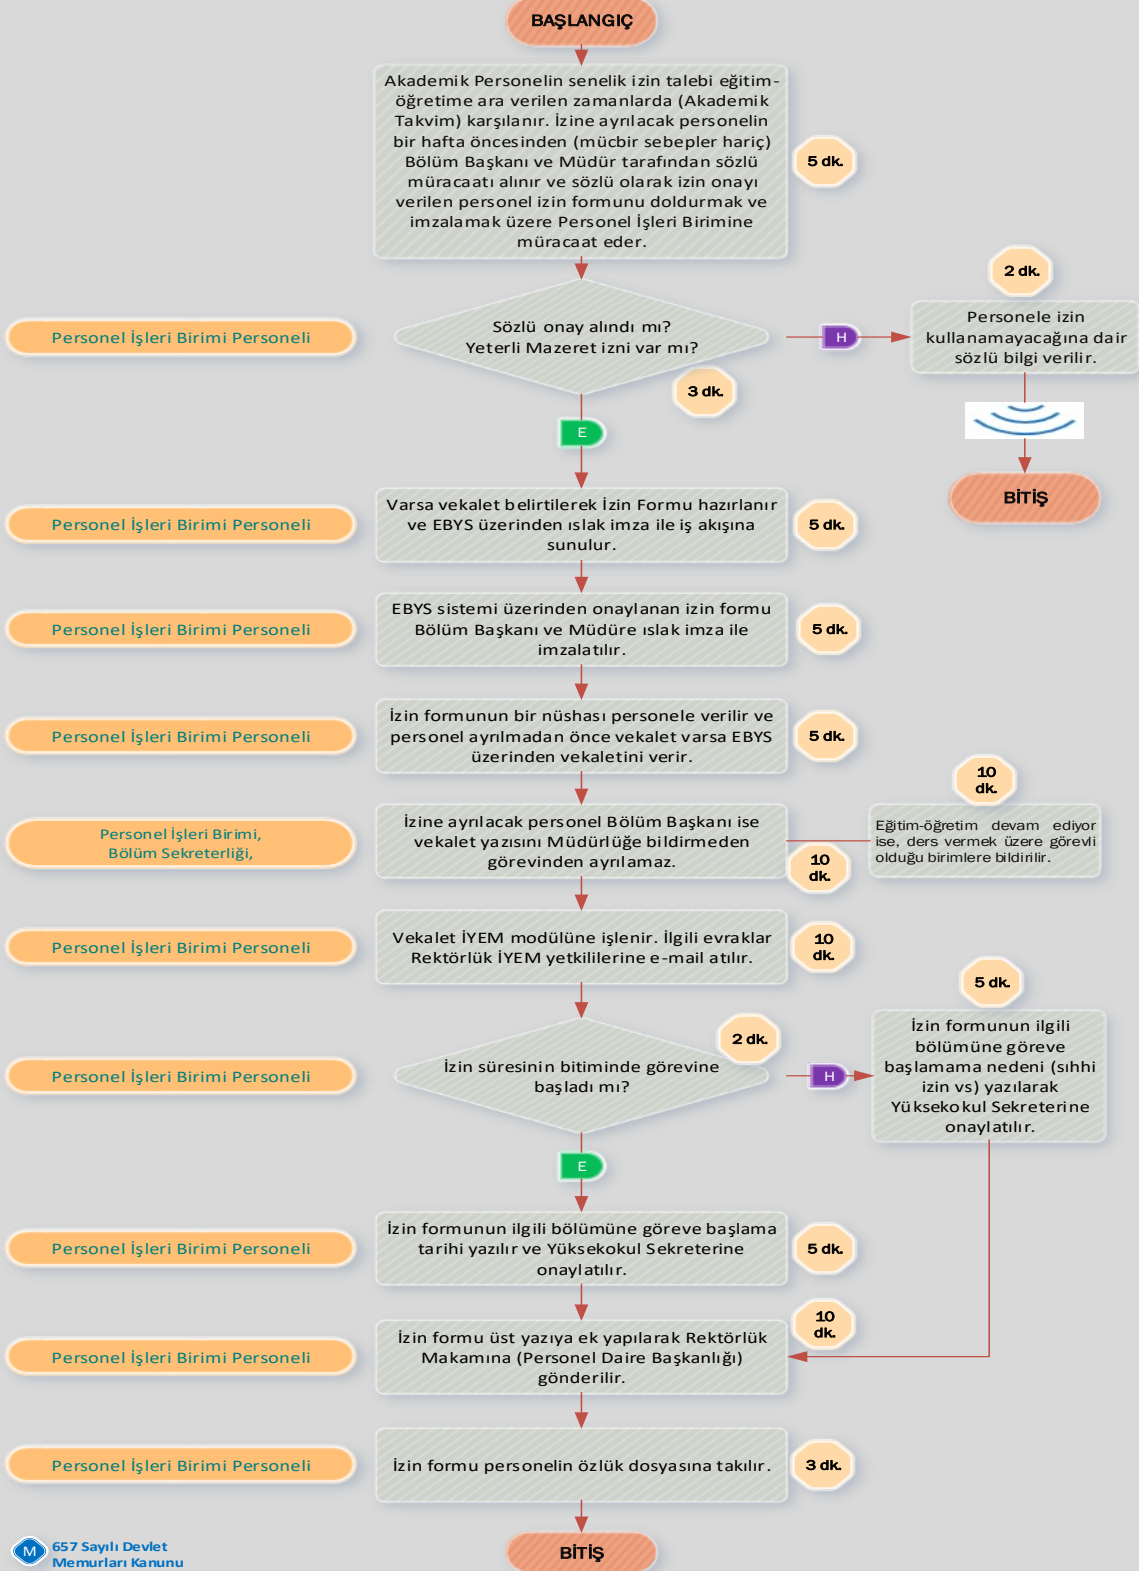 BAŞLANGIÇ
Akademik Personelin senelik izin talebi eğitim-
öğretime ara verilen zamanlarda (Akademik
Takvim) karşılanır. İzine ayrılacak personelin
bir hafta öncesinden (mücbir sebepler hariç)
Bölüm Başkanı ve Müdür tarafından sözlü
müracaatı alınır ve sözlü olarak izin onayı
verilen personel izin formunu doldurmak ve
imzalamak üzere Personel İşleri Birimine
müracaat eder.
5 dk.
Personel İşleri Birimi Personeli
Sözlü onay alındı mı?
Yeterli Mazeret izni var mı?
3 dk.
H
2 dk.
Personele izin
kullanamayacağına dair
sözlü bilgi verilir.
BİTİŞ
E
Personel İşleri Birimi Personeli
Varsa vekalet belirtilerek İzin Formu hazırlanır
ve EBYS üzerinden ıslak imza ile iş akışına
sunulur.
5 dk.
Personel İşleri Birimi Personeli
EBYS sistemi üzerinden onaylanan izin formu
Bölüm Başkanı ve Müdüre ıslak imza ile
imzalatılır.
5 dk.
Personel İşleri Birimi Personeli
İzin formunun bir nüshası personele verilir ve
personel ayrılmadan önce vekalet varsa EBYS
üzerinden vekaletini verir.
5 dk.
Personel İşleri Birimi,
Bölüm Sekreterliği,
İzine ayrılacak personel Bölüm Başkanı ise
vekalet yazısını Müdürlüğe bildirmeden
görevinden ayrılamaz.
10
dk.
10
dk.
Eğitim-öğretim devam ediyor
ise, ders vermek üzere görevli
olduğu birimlere bildirilir.
Personel İşleri Birimi Personeli
Vekalet İYEM modülüne işlenir. İlgili evraklar
Rektörlük İYEM yetkililerine e-mail atılır.
10
dk.
Personel İşleri Birimi Personeli
İzin süresinin bitiminde görevine
başladı mı?
2 dk.
H
5 dk.
İzin formunun ilgili
bölümüne göreve
başlamama nedeni (sıhhi
izin vs) yazılarak
Yüksekokul Sekreterine
onaylatılır.
E
Personel İşleri Birimi Personeli
İzin formunun ilgili bölümüne göreve başlama
tarihi yazılır ve Yüksekokul Sekreterine
onaylatılır.
5 dk.
Personel İşleri Birimi Personeli
İzin formu üst yazıya ek yapılarak Rektörlük
Makamına (Personel Daire Başkanlığı)
gönderilir.
10
dk.
Personel İşleri Birimi Personeli
İzin formu personelin özlük dosyasına takılır.
3 dk.
BİTİŞ
M
657 Sayılı Devlet
Memurları Kanunu